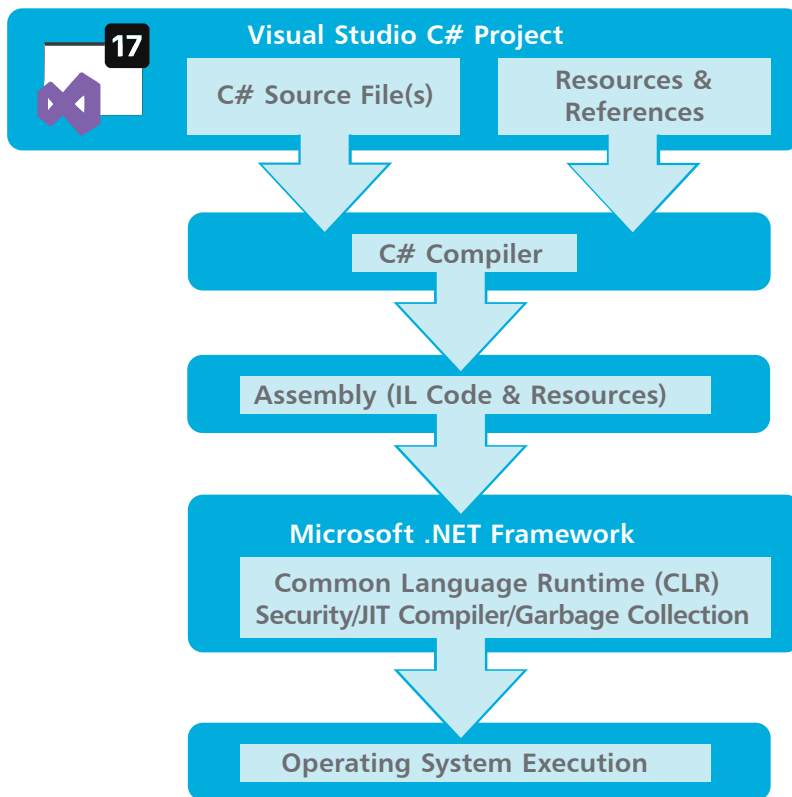 17
Visual Studio C# Project
C# Source File(s)
Resources &
References
C# Compiler
Assembly (IL Code & Resources)
Microsoft .NET Framework
Common Language Runtime (CLR)
Security/JIT Compiler/Garbage Collection
Operating System Execution